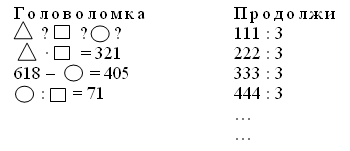 Головоломка
△ ? □ ? ○ ?
△ · □ = 321
618 – ○ = 405
○ : □ = 71
Продолжи
111 : 3
222 : 3
333 : 3
444 : 3
…
…